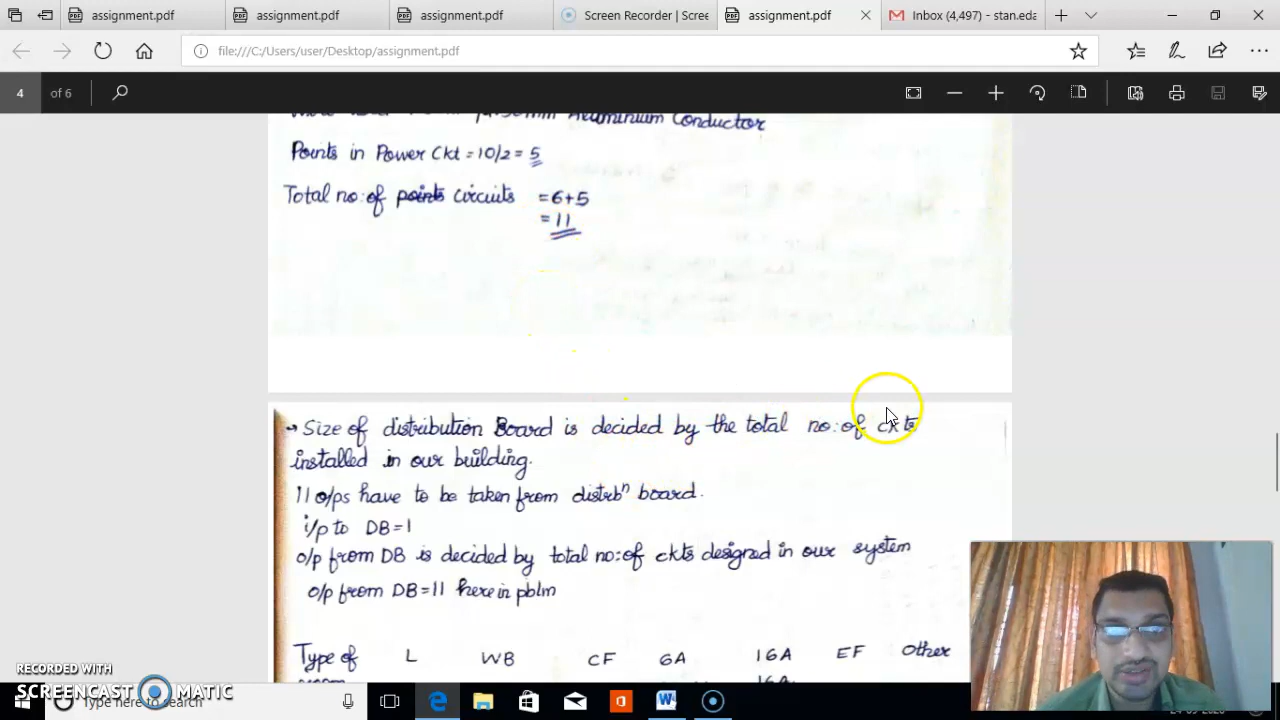 assignment.pdf
assignment.pdf
assignment.pdf
Screen Recorder | Scree
assignment.pdf
Inbox (4,497) - stan.eda
file:///C:/Users/user/Desktop/assignment.pdf
4 of 6
Aluminium Conductor
Points in Power Ckt = 10/2 = 5
Total no: of points circuits = 6+5
= 11
→ Size of distribution Board is decided by the total no: of ckts
installed in our building.
11 o/ps have to be taken from distrbⁿ board.
i/p to DB = 1
o/p from DB is decided by total no: of ckts designed in our system
o/p from DB = 11 here in pblm
Type of L WB CF 6A 16A EF Other
16A
RECORDED WITH
SCREENCAST MATIC
Type here to search